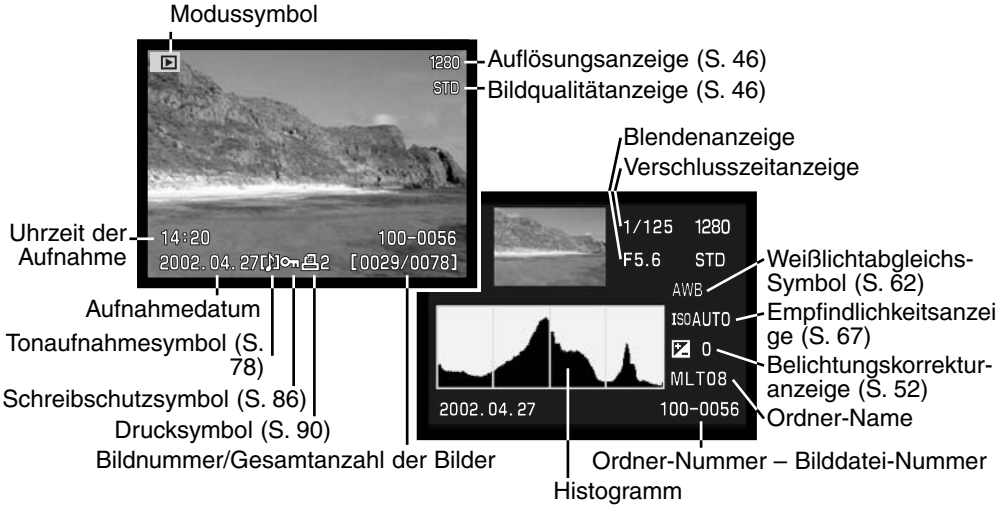 Modussymbol
1280
Auflösungsanzeige (S. 46)
STD
Bildqualitätanzeige (S. 46)
Blendenanzeige
Verschlusszeitanzeige
Uhrzeit der
Aufnahme
14:20
100-0056
2002.04.27[♪] 2 [0029/0078]
Aufnahmedatum
Tonaufnahmesymbol (S.
78)
Schreibschutzsymbol (S. 86)
Drucksymbol (S. 90)
Bildnummer/Gesamtanzahl der Bilder
1/125 1280
F5.6 STD
AWB
ISO AUTO
0
MLT08
2002.04.27
100-0056
Weißlichtabgleichs-
Symbol (S. 62)
Empfindlichkeitsanzei
ge (S. 67)
Belichtungskorrektur-
anzeige (S. 52)
Ordner-Name
Ordner-Nummer – Bilddatei-Nummer
Histogramm